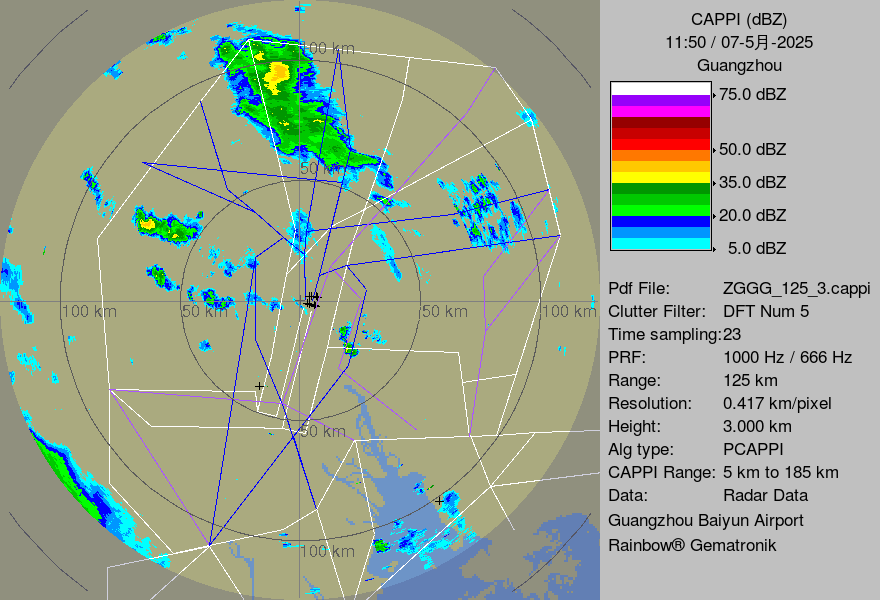 CAPPI (dBZ)
11:50 / 07-5月-2025
Guangzhou
75.0 dBZ
50.0 dBZ
35.0 dBZ
20.0 dBZ
5.0 dBZ
Pdf File: ZGGG_125_3.cappi
Clutter Filter: DFT Num 5
Time sampling:23
PRF: 1000 Hz / 666 Hz
Range: 125 km
Resolution: 0.417 km/pixel
Height: 3.000 km
Alg type: PCAPPI
CAPPI Range: 5 km to 185 km
Data: Radar Data
Guangzhou Baiyun Airport
Rainbow® Gematronik
100 km
50 km
100 km
50 km
50 km
100 km
50 km
100 km